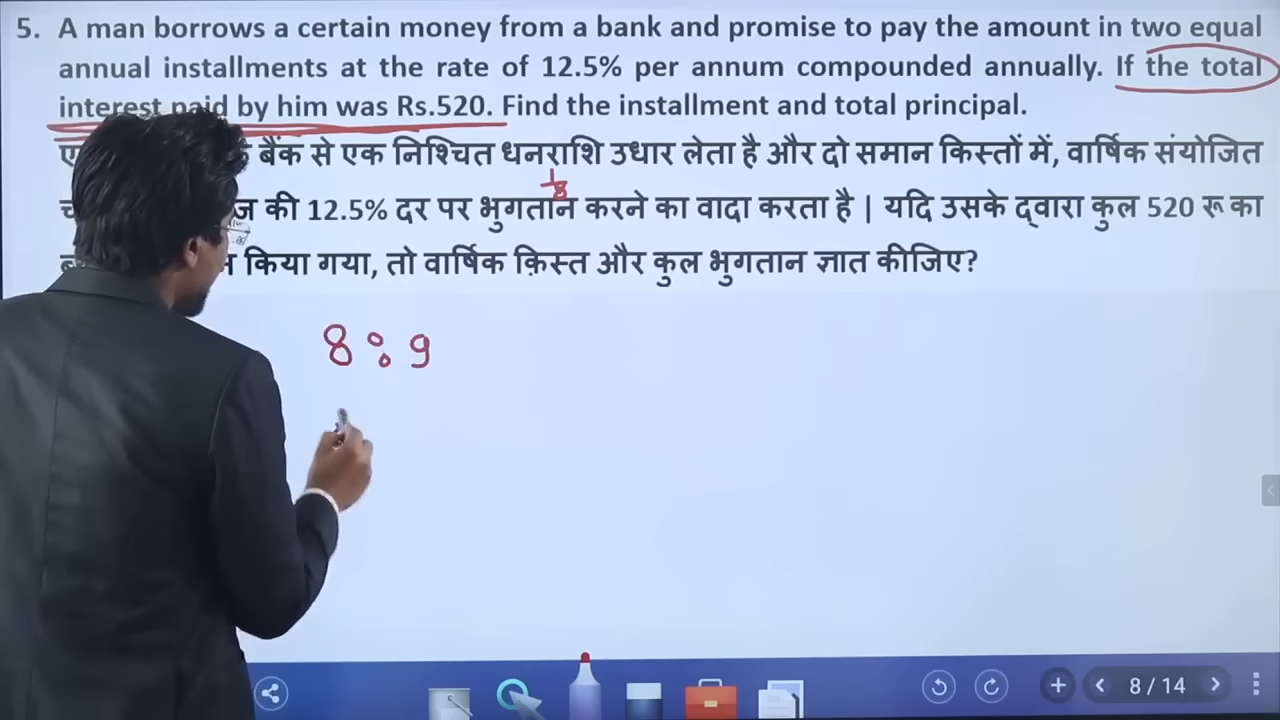 5. A man borrows a certain money from a bank and promise to pay the amount in two equal
annual installments at the rate of 12.5% per annum compounded annually. If the total
interest paid by him was Rs.520. Find the installment and total principal.
बैंक से एक निश्चित धनराशि उधार लेता है और दो समान किस्तों में, वार्षिक संयोजित
की 12.5% दर पर भुगतान करने का वादा करता है | यदि उसके द्वारा कुल 520 रू का
किया गया, तो वार्षिक क़िस्त और कुल भुगतान ज्ञात कीजिए?
1/8
8 : 9
8 / 14